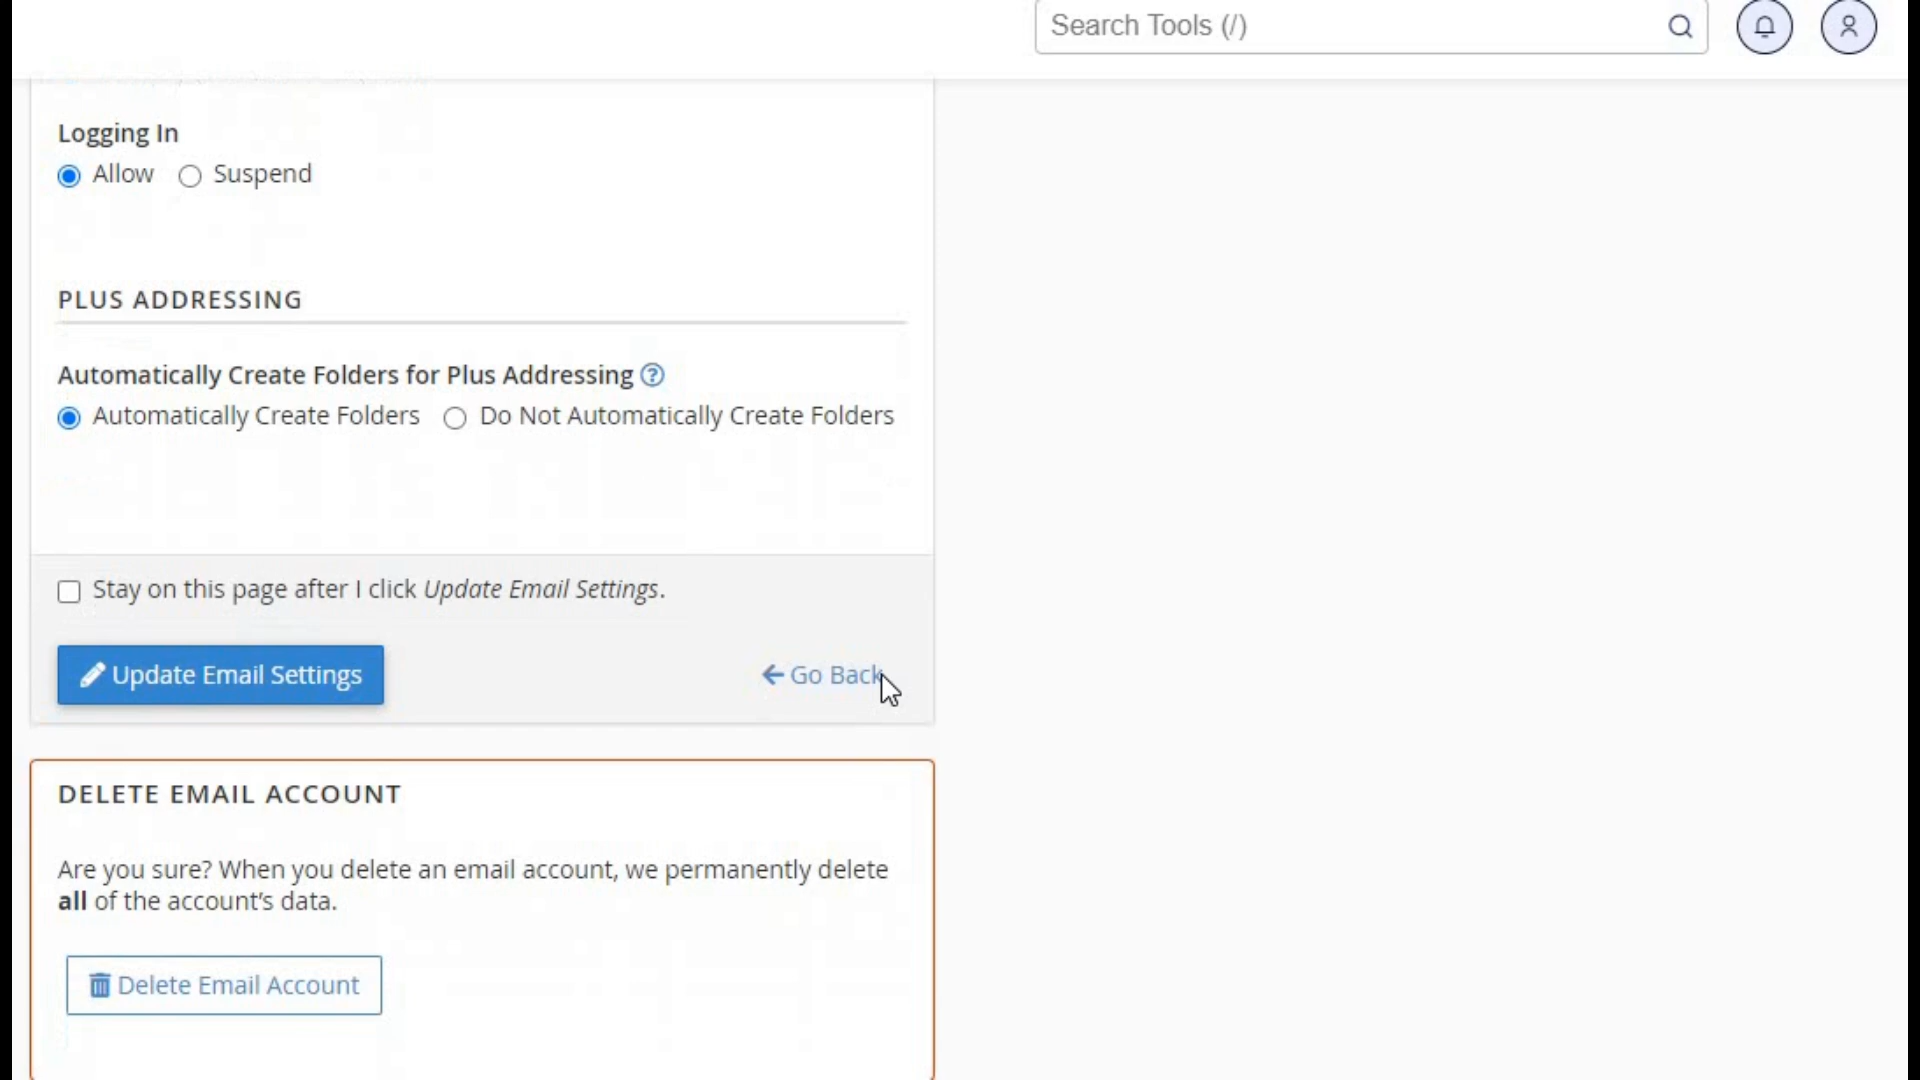 Search Tools (/)
Logging In
Allow Suspend
PLUS ADDRESSING
Automatically Create Folders for Plus Addressing
Automatically Create Folders Do Not Automatically Create Folders
Stay on this page after I click Update Email Settings.
Update Email Settings Go Back
DELETE EMAIL ACCOUNT
Are you sure? When you delete an email account, we permanently delete
all of the account's data.
Delete Email Account